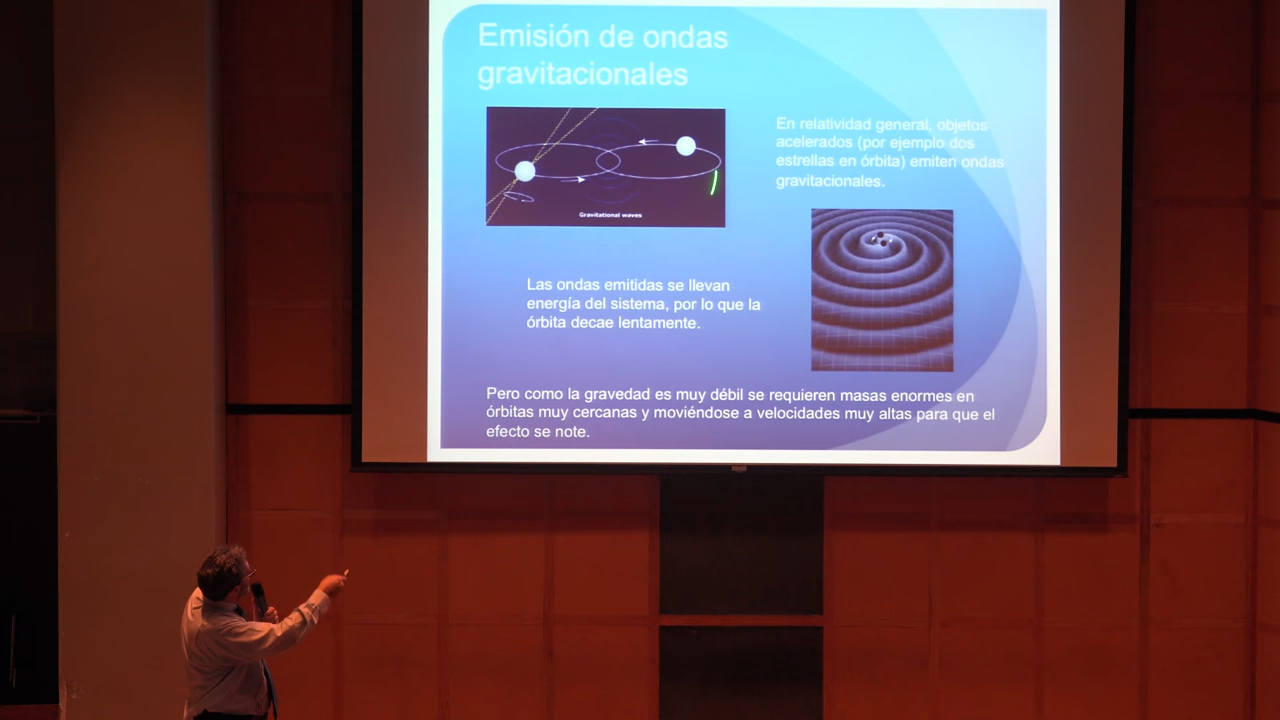 Emisión de ondas
gravitacionales
En relatividad general, objetos
acelerados (por ejemplo dos
estrellas en órbita) emiten ondas
gravitacionales.
Gravitational waves
Las ondas emitidas se llevan
energía del sistema, por lo que la
órbita decae lentamente.
Pero como la gravedad es muy débil se requieren masas enormes en
órbitas muy cercanas y moviéndose a velocidades muy altas para que el
efecto se note.